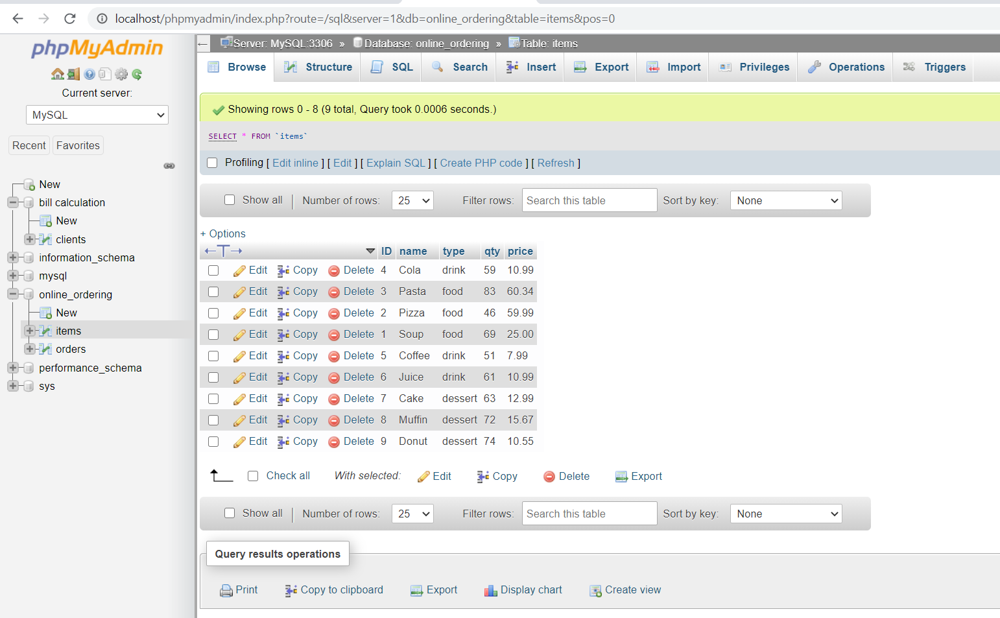 localhost/phpmyadmin/index.php?route=/sql&server=1&db=online_ordering&table=items&pos=0
phpMyAdmin
Current server:
MySQL
Recent Favorites
New
bill calculation
New
clients
information_schema
mysql
online_ordering
New
items
orders
performance_schema
sys
Server: MySQL:3306 » Database: online_ordering » Table: items
Browse Structure SQL Search Insert Export Import Privileges Operations Triggers
Showing rows 0 - 8 (9 total, Query took 0.0006 seconds.)
SELECT * FROM `items`
Profiling [ Edit inline ] [ Edit ] [ Explain SQL ] [ Create PHP code ] [ Refresh ]
Show all Number of rows: 25 Filter rows: Search this table Sort by key: None
+ Options
←T→ ID name type qty price
Edit Copy Delete 4 Cola drink 59 10.99
Edit Copy Delete 3 Pasta food 83 60.34
Edit Copy Delete 2 Pizza food 46 59.99
Edit Copy Delete 1 Soup food 69 25.00
Edit Copy Delete 5 Coffee drink 51 7.99
Edit Copy Delete 6 Juice drink 61 10.99
Edit Copy Delete 7 Cake dessert 63 12.99
Edit Copy Delete 8 Muffin dessert 72 15.67
Edit Copy Delete 9 Donut dessert 74 10.55
Check all With selected: Edit Copy Delete Export
Show all Number of rows: 25 Filter rows: Search this table Sort by key: None
Query results operations
Print Copy to clipboard Export Display chart Create view